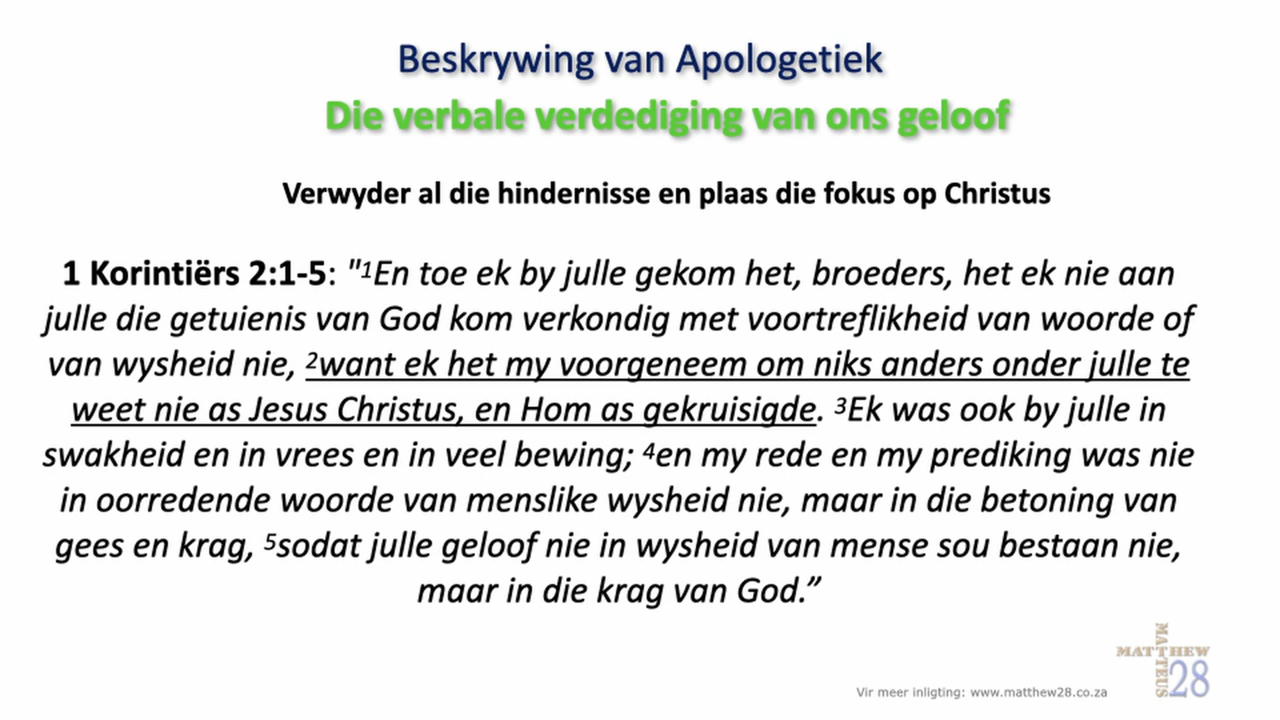 Beskrywing van Apologetiek
Die verbale verdediging van ons geloof
Verwyder al die hindernisse en plaas die fokus op Christus
1 Korintiërs 2:1-5: "¹En toe ek by julle gekom het, broeders, het ek nie aan
julle die getuienis van God kom verkondig met voortreflikheid van woorde of
van wysheid nie, ²want ek het my voorgeneem om niks anders onder julle te
weet nie as Jesus Christus, en Hom as gekruisigde. ³Ek was ook by julle in
swakheid en in vrees en in veel bewing; ⁴en my rede en my prediking was nie
in oorredende woorde van menslike wysheid nie, maar in die betoning van
gees en krag, ⁵sodat julle geloof nie in wysheid van mense sou bestaan nie,
maar in die krag van God.”
MATTHEW
MATTEUS
28
Vir meer inligting: www.matthew28.co.za